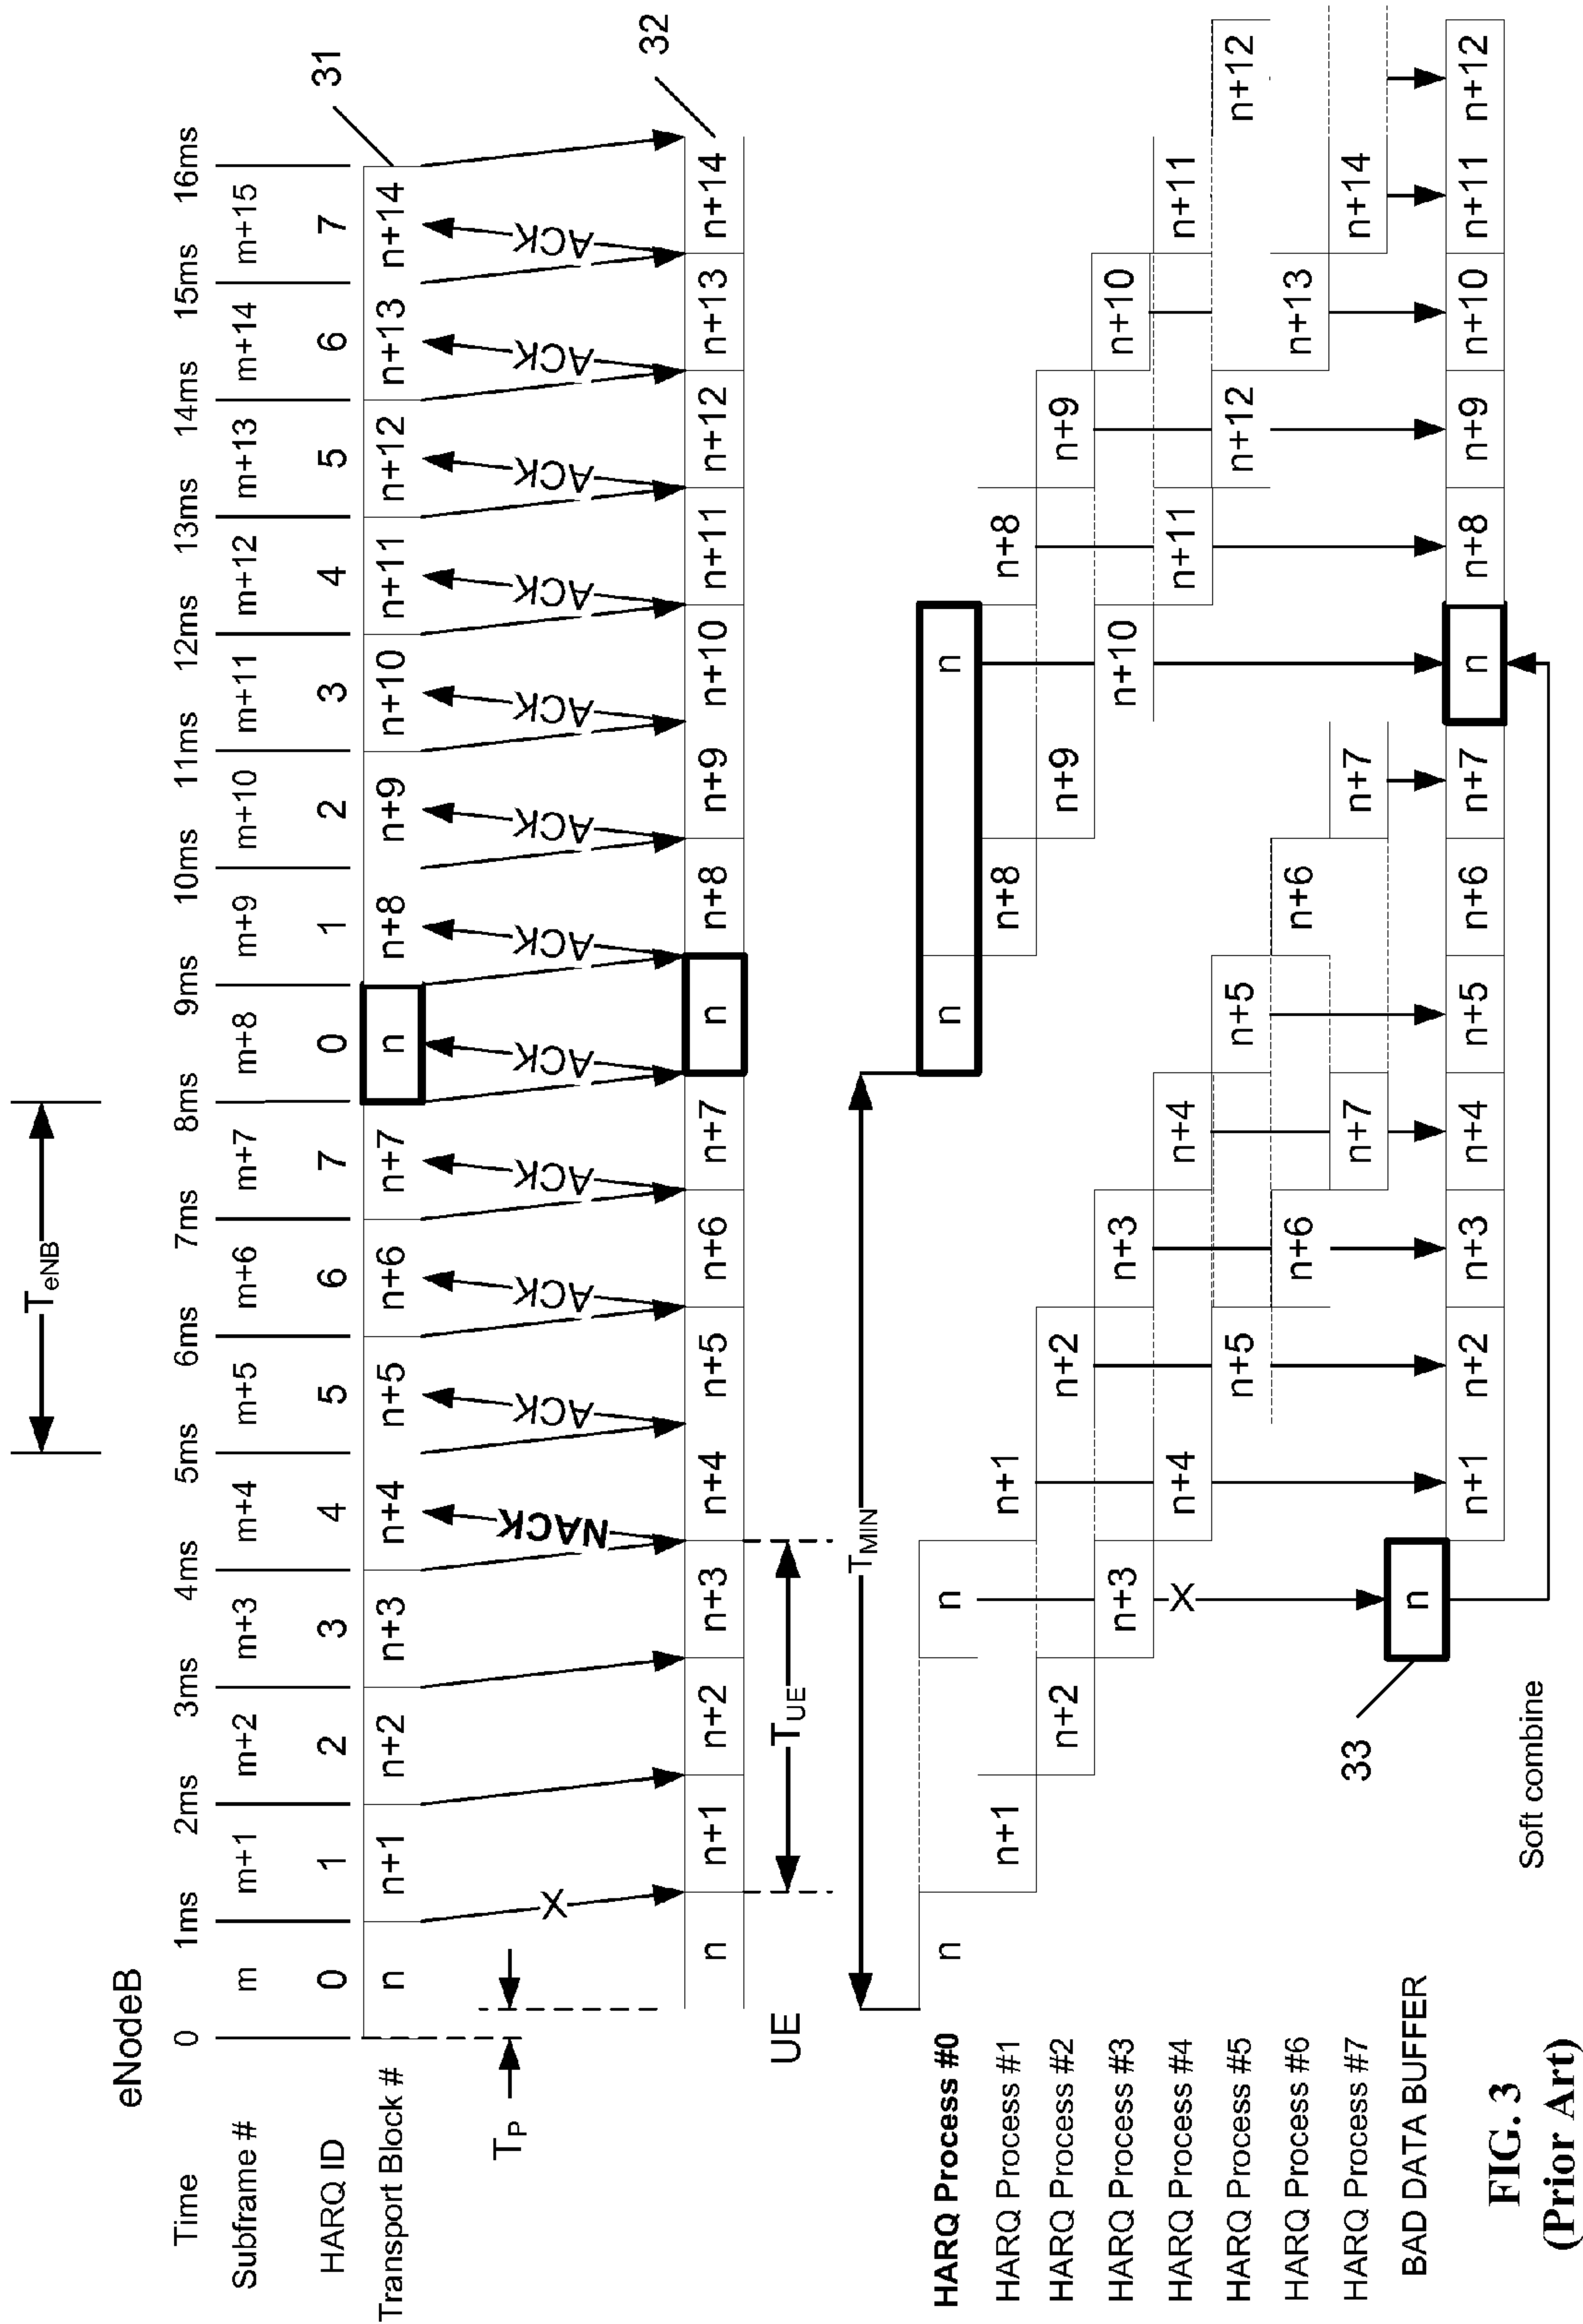 T_eNB
eNodeB
Time 0 1ms 2ms 3ms 4ms 5ms 6ms 7ms 8ms 9ms 10ms 11ms 12ms 13ms 14ms 15ms 16ms
Subframe # m m+1 m+2 m+3 m+4 m+5 m+6 m+7 m+8 m+9 m+10 m+11 m+12 m+13 m+14 m+15
HARQ ID 0 1 2 3 4 5 6 7 0 1 2 3 4 5 6 7
31
Transport Block # n n+1 n+2 n+3 n+4 n+5 n+6 n+7 n n+8 n+9 n+10 n+11 n+12 n+13 n+14
T_P X NACK ACK ACK ACK ACK ACK ACK ACK ACK ACK ACK ACK
32
n n+1 n+2 n+3 n+4 n+5 n+6 n+7 n n+8 n+9 n+10 n+11 n+12 n+13 n+14
UE T_UE
T_MIN
HARQ Process #0 n n n n
HARQ Process #1 n+1 n+1 n+8 n+8
HARQ Process #2 n+2 n+2 n+9 n+9
HARQ Process #3 n+3 n+3 n+10 n+10
HARQ Process #4 X n+4 n+4 n+11 n+11
HARQ Process #5 n+5 n+5 n+12 n+12
HARQ Process #6 n+6 n+6 n+13
HARQ Process #7 33 n+7 n+7 n+14
BAD DATA BUFFER n
n+1 n+2 n+3 n+4 n+5 n+6 n+7 n n+8 n+9 n+10 n+11 n+12
Soft combine
FIG. 3
(Prior Art)